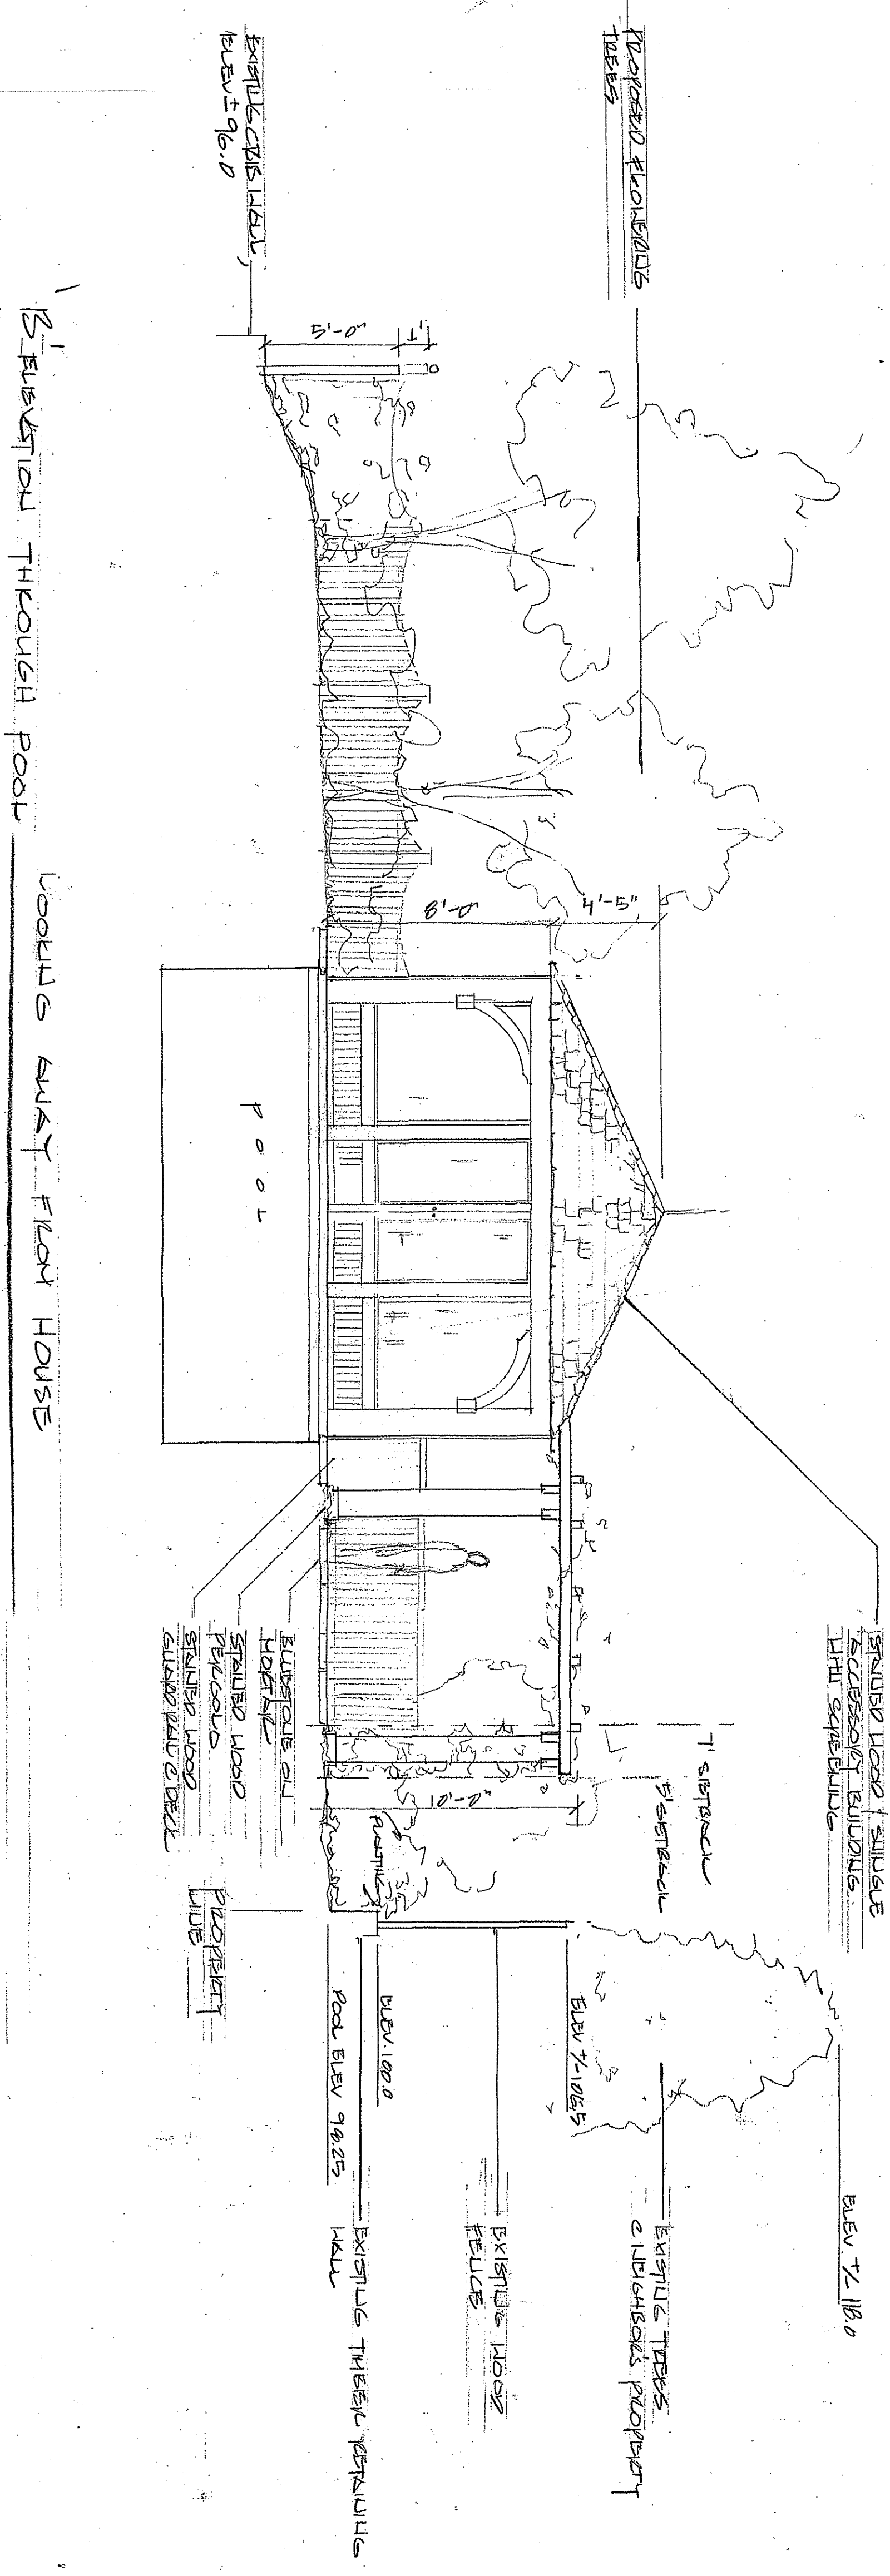 PROPOSED FLOWERING
TREES
EXISTING CRIB WALL
ELEV ± 96.0
5'-0"
1'
8'-0"
4'-5"
POOL
STAINED WOOD & SHINGLE
ACCESSORY BUILDING
WITH SCREENING
7' SETBACK
5' SETBACK
10'-0"
PLANTING
BLUESTONE ON
MORTAR
STAINED WOOD
PERGOLA
STAINED WOOD
GUARD RAIL @ DECK
PROPERTY
LINE
ELEV. +/- 118.0
EXISTING TREES
@ NEIGHBOR'S PROPERTY
ELEV +/- 106.5
EXISTING WOOD
FENCE
ELEV. 100.0
POOL ELEV 98.25
EXISTING TIMBER RETAINING
WALL
'B' ELEVATION THROUGH POOL
LOOKING AWAY FROM HOUSE